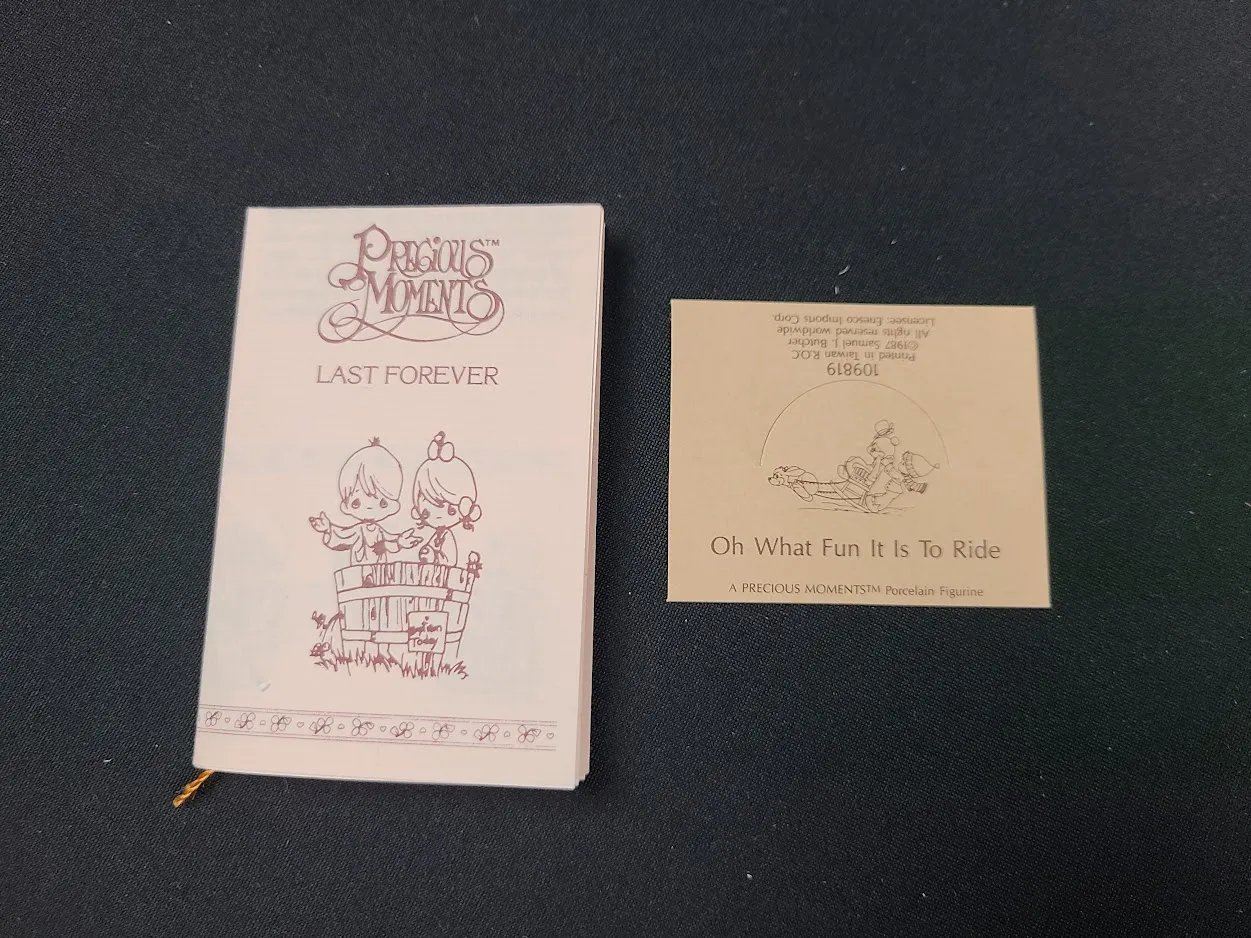 PRECIOUS™
MOMENTS
LAST FOREVER
Today
Licensee: Enesco Imports Corp.
All rights reserved worldwide
©1987 Samuel J. Butcher
Printed in Taiwan R.O.C
109819
Oh What Fun It Is To Ride
A PRECIOUS MOMENTS™ Porcelain Figurine